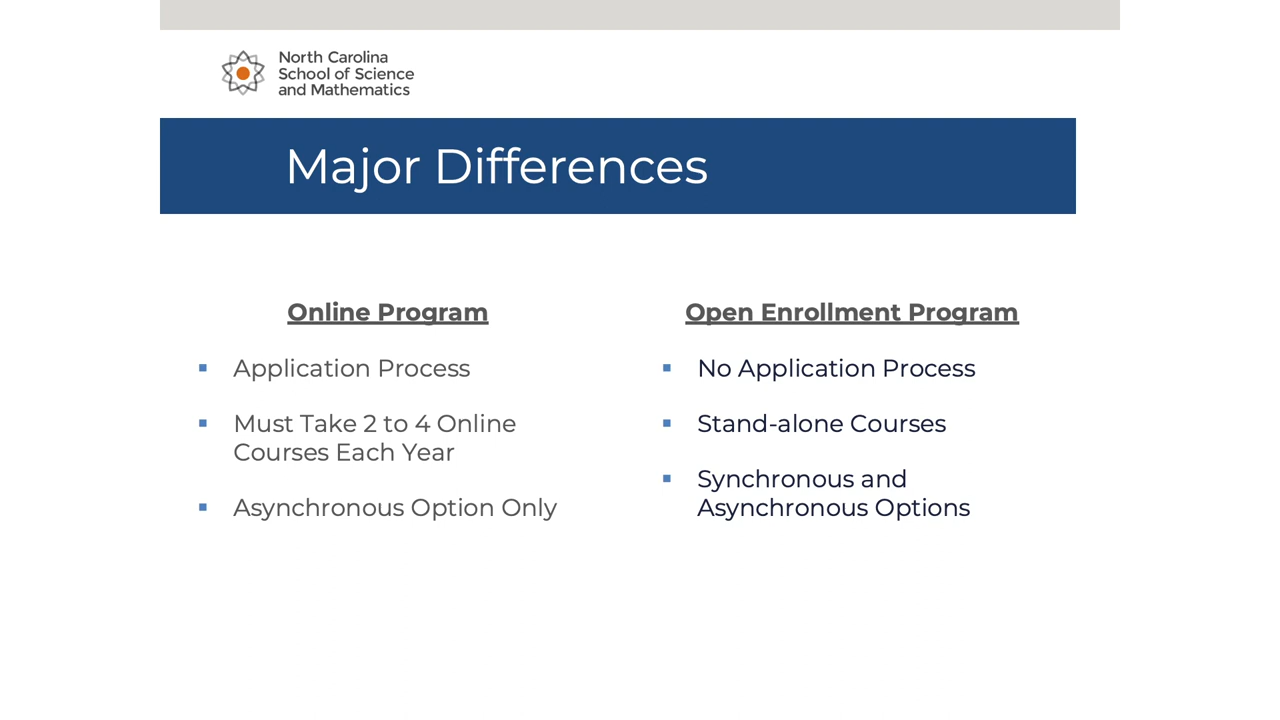 North Carolina
School of Science
and Mathematics
Major Differences
Online Program
Application Process
Must Take 2 to 4 Online
Courses Each Year
Asynchronous Option Only
Open Enrollment Program
No Application Process
Stand-alone Courses
Synchronous and
Asynchronous Options